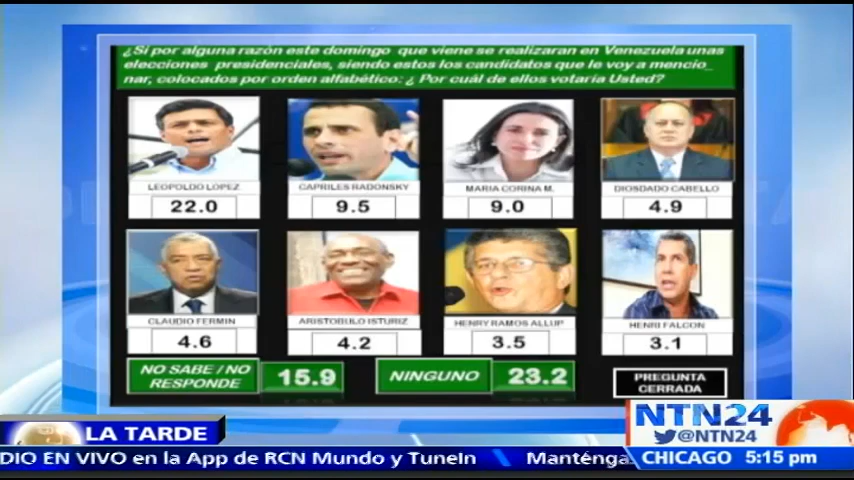 ¿Sí por alguna razón este domingo que viene se realizaran en Venezuela unas
elecciones presidenciales, siendo estos los candidatos que le voy a mencio_
nar, colocados por orden alfabético: ¿ Por cuál de ellos votaría Usted?
LEOPOLDO LOPEZ
CAPRILES RADONSKY
MARIA CORINA M.
DIOSDADO CABELLO
22.0
9.5
9.0
4.9
CLAUDIO FERMIN
ARISTOBULO ISTURIZ
HENRY RAMOS ALLUP
HENRI FALCON
4.6
4.2
3.5
3.1
NO SABE / NO
RESPONDE
15.9
NINGUNO
23.2
PREGUNTA
CERRADA
LA TARDE
NTN24
@NTN24
DIO EN VIVO en la App de RCN Mundo y TuneIn
Manténgas
CHICAGO 5:15 pm